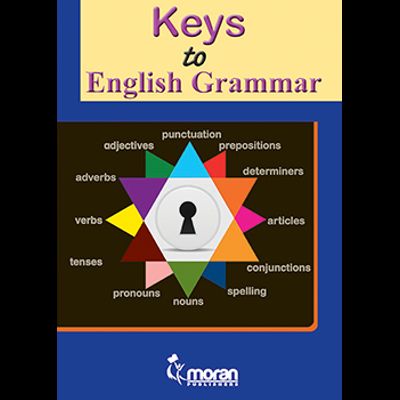 Keys
to
English Grammar
punctuation
adjectives
prepositions
adverbs
determiners
verbs
articles
tenses
conjunctions
pronouns
spelling
nouns
moran
PUBLISHERS